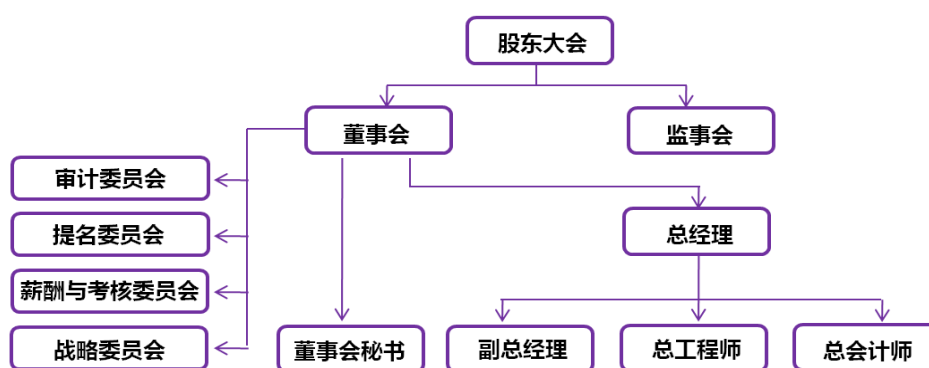 股东大会
董事会
监事会
审计委员会
提名委员会
总经理
薪酬与考核委员会
战略委员会
董事会秘书
副总经理
总工程师
总会计师